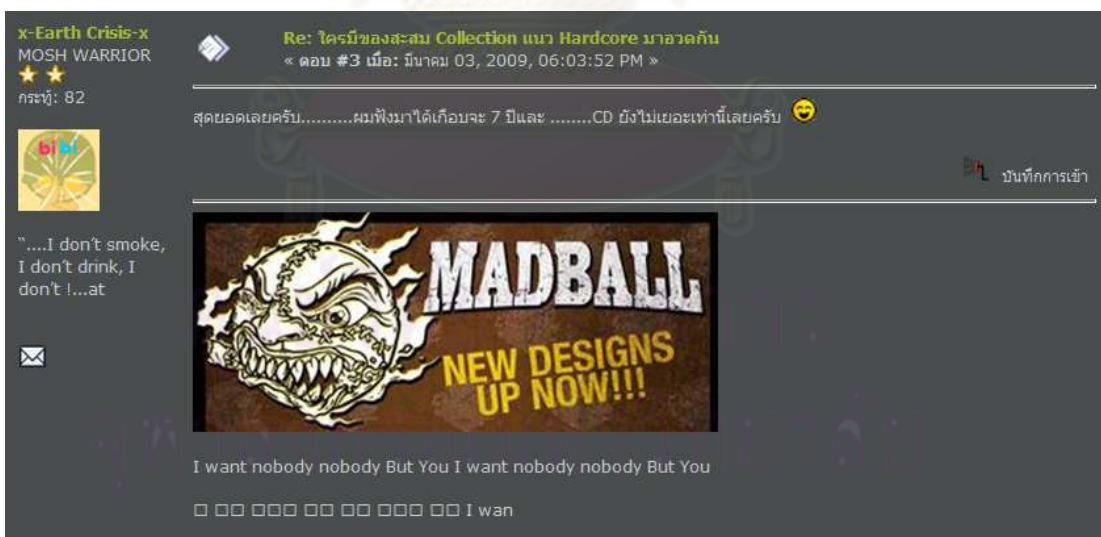 x-Earth Crisis-x
MOSH WARRIOR
กระทู้: 82
bibi
"....I don't smoke,
I don't drink, I
don't !...at
Re: ใครมีของสะสม Collection แนว Hardcore มาอวดกัน
« ตอบ #3 เมื่อ: มีนาคม 03, 2009, 06:03:52 PM »
สุดยอดเลยครับ..........ผมฟังมาได้เกือบจะ 7 ปีและ ........CD ยังไม่เยอะเท่านี้เลยครับ
บันทึกการเข้า
MADBALL
NEW DESIGNS
UP NOW!!!
I want nobody nobody But You I want nobody nobody But You
□ □□ □□□ □□ □□ □□□ □□ I wan